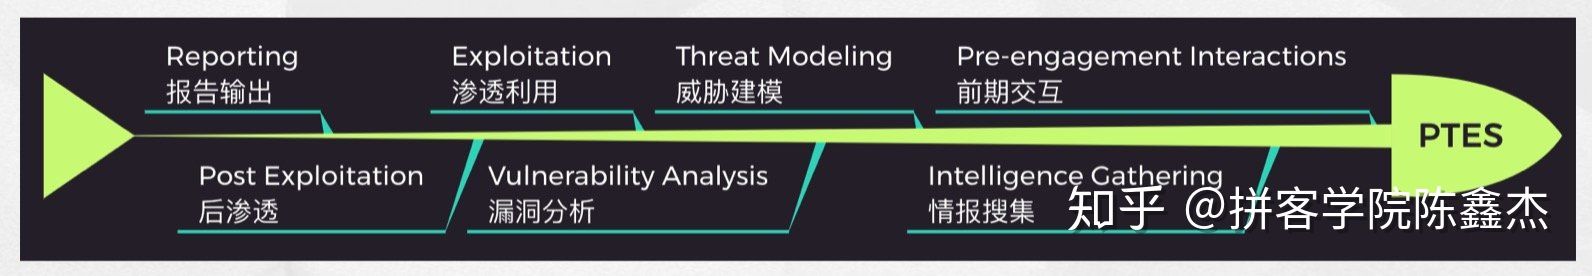 Reporting
报告输出
Exploitation
渗透利用
Threat Modeling
威胁建模
Pre-engagement Interactions
前期交互
PTES
Post Exploitation
后渗透
Vulnerability Analysis
漏洞分析
Intelligence Gathering
情报搜集
知乎 @拼客学院陈鑫杰